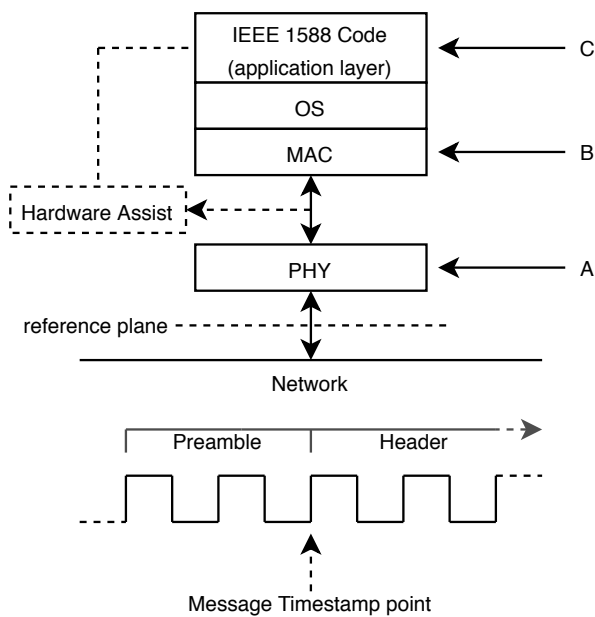 IEEE 1588 Code
(application layer)
C
OS
MAC
B
Hardware Assist
PHY
A
reference plane
Network
Preamble
Header
Message Timestamp point